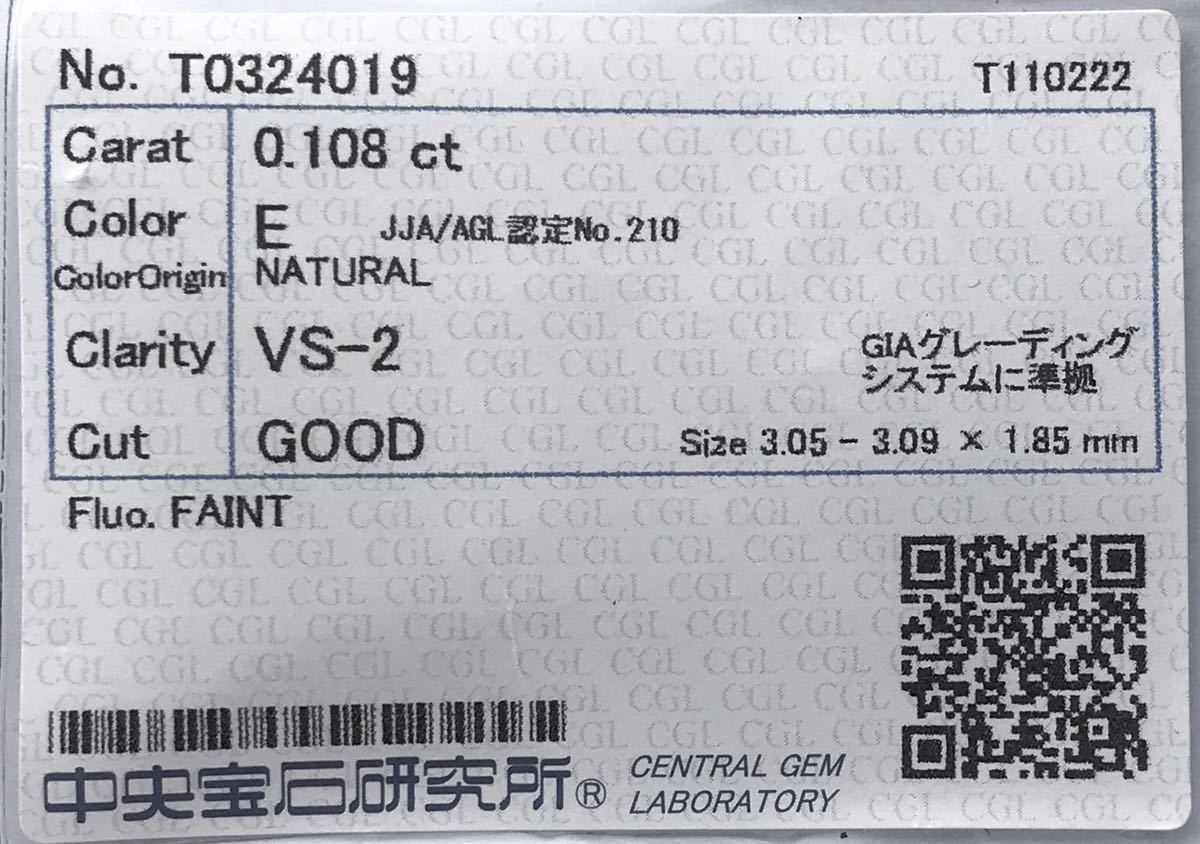 No. T0324019 T110222
Carat 0.108 ct
Color E JJA/AGL認定No.210
ColorOrigin NATURAL
Clarity VS-2 GIAグレーディング
システムに準拠
Cut GOOD Size 3.05 - 3.09 × 1.85 mm
Fluo. FAINT
中央宝石研究所® CENTRAL GEM
LABORATORY